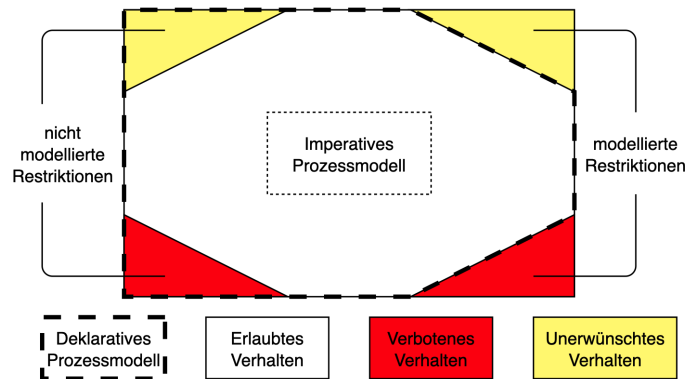 nicht
modellierte
Restriktionen
Imperatives
Prozessmodell
modellierte
Restriktionen
Deklaratives
Prozessmodell
Erlaubtes
Verhalten
Verbotenes
Verhalten
Unerwünschtes
Verhalten